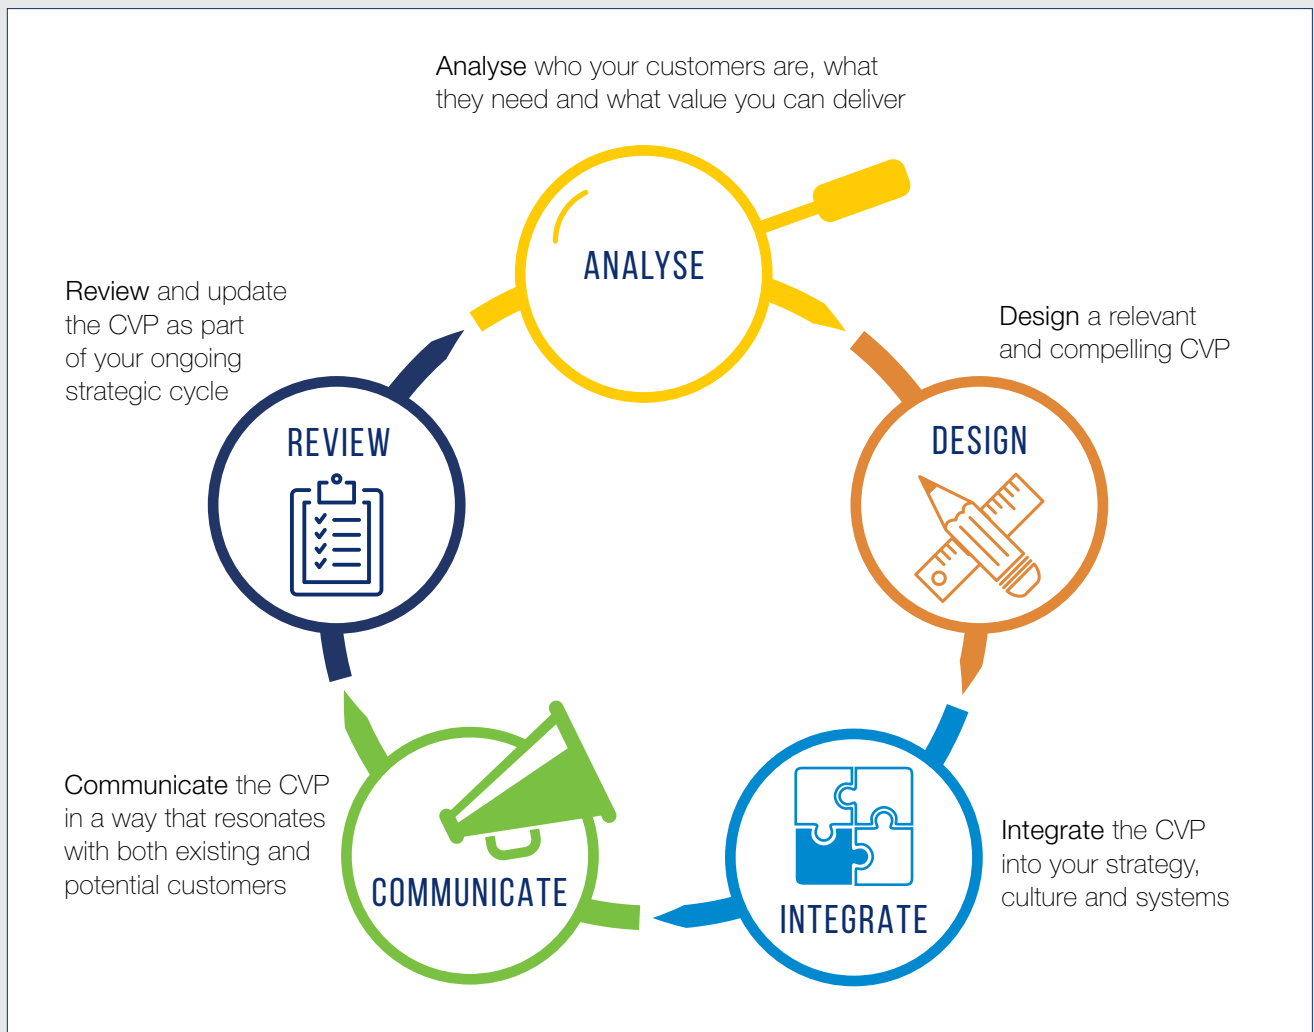 Analyse who your customers are, what
they need and what value you can deliver
ANALYSE
Design a relevant
and compelling CVP
DESIGN
Integrate the CVP
into your strategy,
culture and systems
INTEGRATE
Communicate the CVP
in a way that resonates
with both existing and
potential customers
COMMUNICATE
Review and update
the CVP as part
of your ongoing
strategic cycle
REVIEW